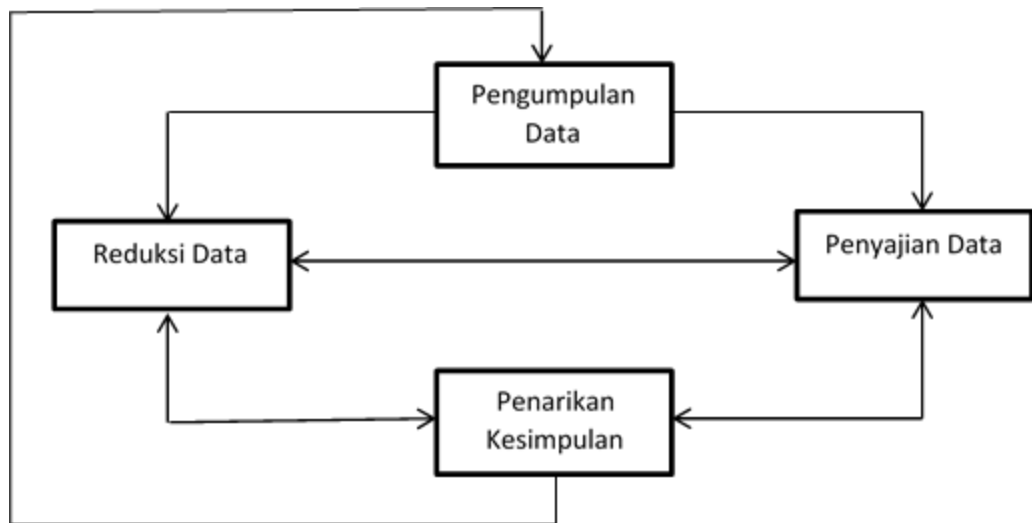 Pengumpulan
Data
Reduksi Data
Penyajian Data
Penarikan
Kesimpulan